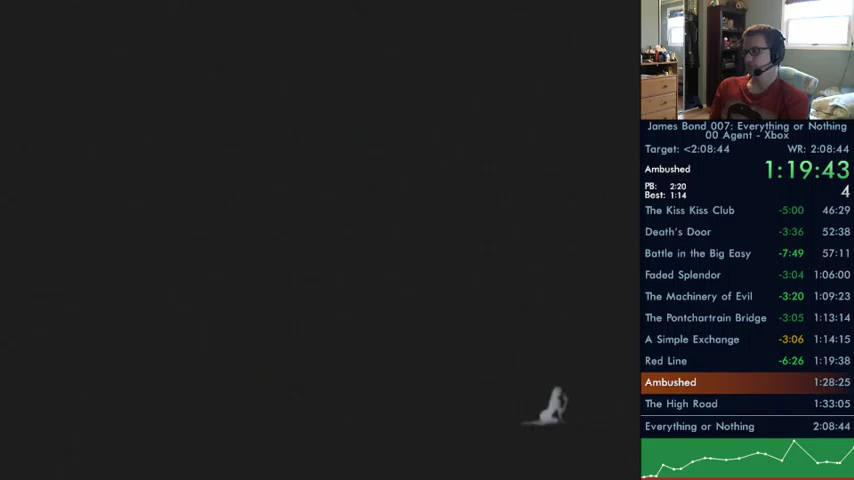 James Bond 007: Everything or Nothing
00 Agent - Xbox
Target: <2:08:44 WR: 2:08:44
Ambushed 1:19:43
PB: 2:20
Best: 1:14 4
The Kiss Kiss Club -5:00 46:29
Death's Door -3:36 52:38
Battle in the Big Easy -7:49 57:11
Faded Splendor -3:04 1:06:00
The Machinery of Evil -3:20 1:09:23
The Pontchartrain Bridge -3:05 1:13:14
A Simple Exchange -3:06 1:14:15
Red Line -6:26 1:19:38
Ambushed 1:28:25
The High Road 1:33:05
Everything or Nothing 2:08:44